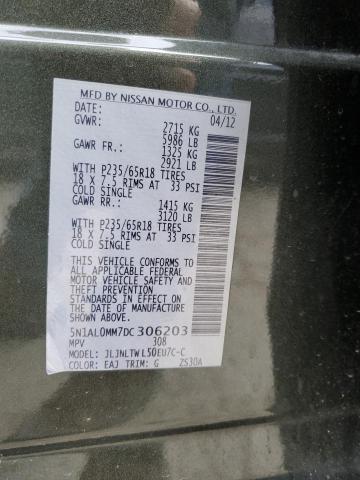 MFD BY NISSAN MOTOR CO., LTD.
DATE: 04/12
GVWR: 2715 KG
5986 LB
GAWR FR.: 1325 KG
2921 LB
WITH P235/65R18 TIRES
18 X 7.5 RIMS AT 33 PSI
COLD SINGLE
GAWR RR.: 1415 KG
3120 LB
WITH P235/65R18 TIRES
18 X 7.5 RIMS AT 33 PSI
COLD SINGLE
THIS VEHICLE CONFORMS TO
ALL APPLICABLE FEDERAL
MOTOR VEHICLE SAFETY AND
THEFT PREVENTION
STANDARDS IN EFFECT ON
THE DATE OF MANUFACTURE
SHOWN ABOVE.
5N1AL0MM7DC306203
MPV 308
MODEL: JLJNLTWL50EU7C-C
COLOR: EAJ TRIM: G ZS30A